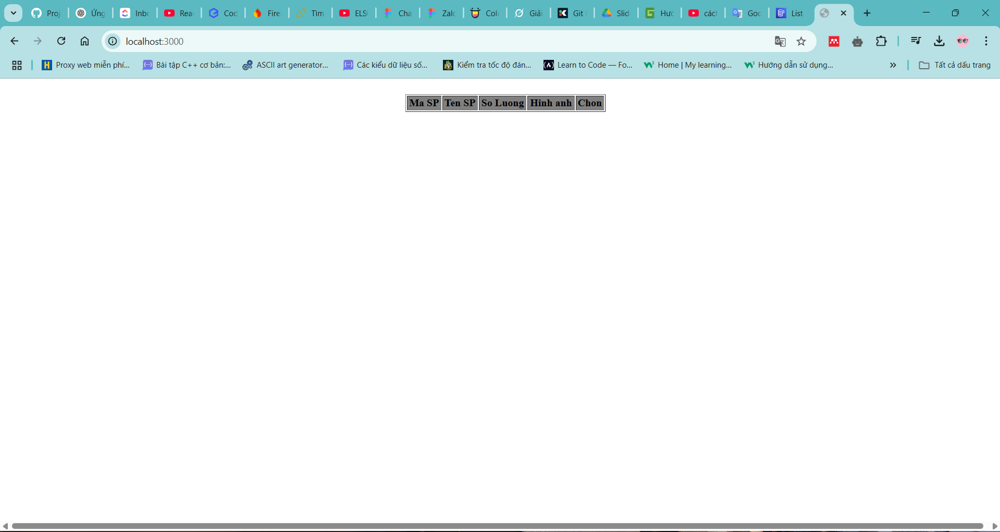 Proj Ứng Inbo Rea Cod Fire Tim ELS Cha Zalo Colo Giải Git Slid Hướ các Goo List
localhost:3000
Proxy web miễn phí... Bài tập C++ cơ bản:... ASCII art generator... Các kiểu dữ liệu số... Kiểm tra tốc độ đán... Learn to Code — Fo... Home | My learning... Hướng dẫn sử dụng... Tất cả dấu trang
Ma SP Ten SP So Luong Hinh anh Chon